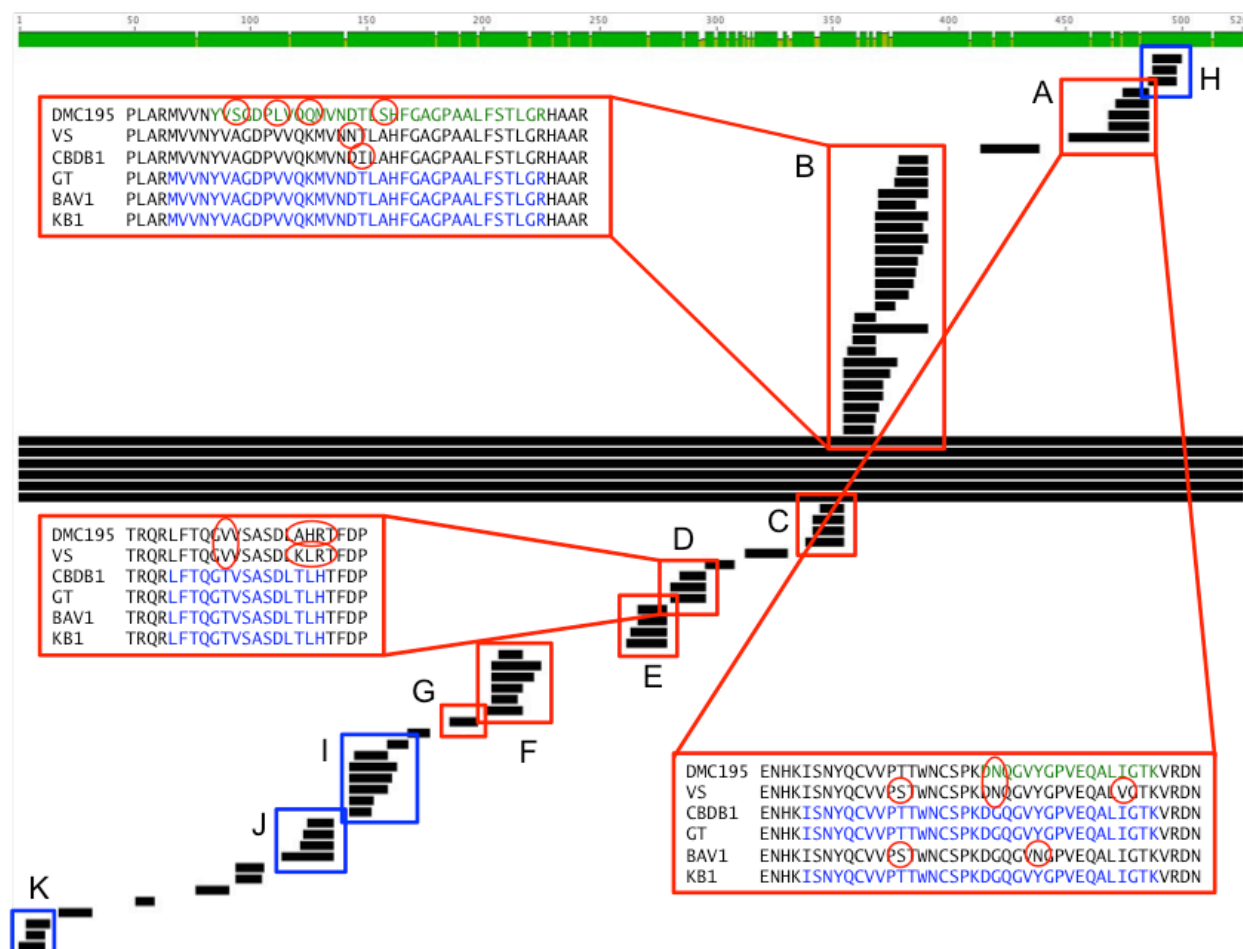 1 50 100 150 200 250 300 350 400 450 500
H
A
B
DMC195 PLARMVVNYVSGDPLVQQMVNDTLSHFGAGPAALFSTLGRHAAR
VS PLARMVVNYVAGDPVVQKMVNNTLAHFGAGPAALFSTLGRHAAR
CBDB1 PLARMVVNYVAGDPVVQKMVNDILAHFGAGPAALFSTLGRHAAR
GT PLARMVVNYVAGDPVVQKMVNDTLAHFGAGPAALFSTLGRHAAR
BAV1 PLARMVVNYVAGDPVVQKMVNDTLAHFGAGPAALFSTLGRHAAR
KB1 PLARMVVNYVAGDPVVQKMVNDTLAHFGAGPAALFSTLGRHAAR
C
D
DMC195 TRQRLFTQGVVSASDLAHRTFDP
VS TRQRLFTQGVVSASDLKLRTFDP
CBDB1 TRQRLFTQGTVSASDLTLHTFDP
GT TRQRLFTQGTVSASDLTLHTFDP
BAV1 TRQRLFTQGTVSASDLTLHTFDP
KB1 TRQRLFTQGTVSASDLTLHTFDP
E
G
F
I
J
K
DMC195 ENHKISNYQCVVPTTWNCSPKDNQGVYGPVEQALIGTKVRDN
VS ENHKISNYQCVVPSTWNCSPKDNQGVYGPVEQALVGTKVRDN
CBDB1 ENHKISNYQCVVPTTWNCSPKDGQGVYGPVEQALIGTKVRDN
GT ENHKISNYQCVVPTTWNCSPKDGQGVYGPVEQALIGTKVRDN
BAV1 ENHKISNYQCVVPSTWNCSPKDGQGVNGPVEQALIGTKVRDN
KB1 ENHKISNYQCVVPTTWNCSPKDGQGVYGPVEQALIGTKVRDN